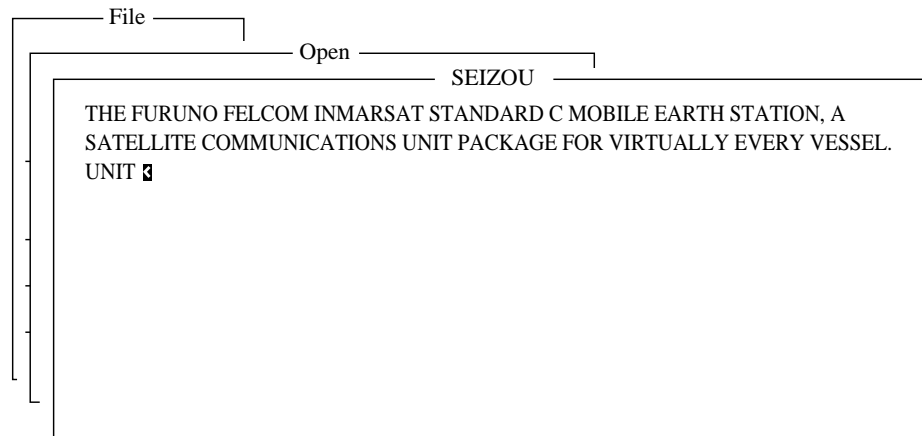 File
Open
SEIZOU
THE FURUNO FELCOM INMARSAT STANDARD C MOBILE EARTH STATION, A
SATELLITE COMMUNICATIONS UNIT PACKAGE FOR VIRTUALLY EVERY VESSEL.
UNIT